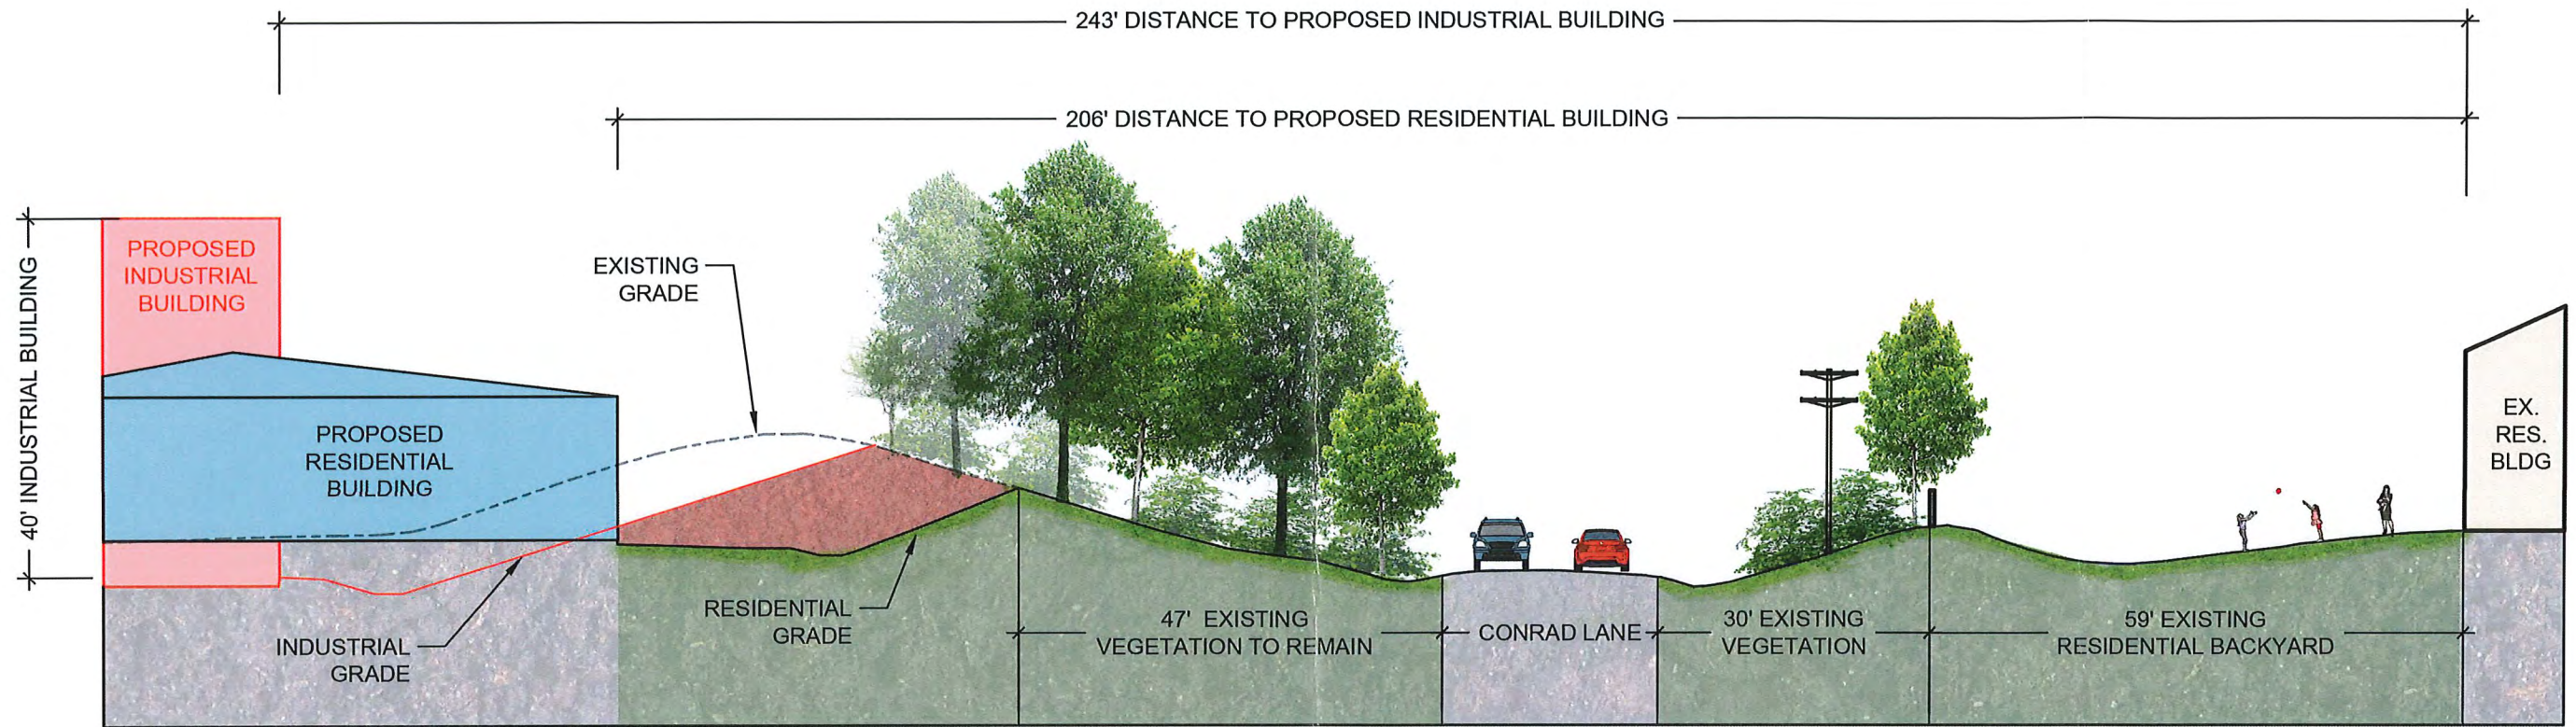 243' DISTANCE TO PROPOSED INDUSTRIAL BUILDING
206' DISTANCE TO PROPOSED RESIDENTIAL BUILDING
40' INDUSTRIAL BUILDING
PROPOSED
INDUSTRIAL
BUILDING
EXISTING
GRADE
PROPOSED
RESIDENTIAL
BUILDING
EX.
RES.
BLDG
INDUSTRIAL
GRADE
RESIDENTIAL
GRADE
47' EXISTING
VEGETATION TO REMAIN
CONRAD LANE
30' EXISTING
VEGETATION
59' EXISTING
RESIDENTIAL BACKYARD